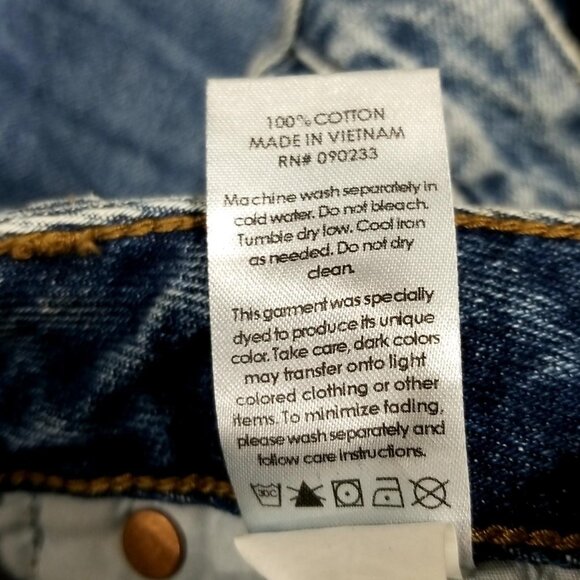 100% COTTON
MADE IN VIETNAM
RN# 090233
Machine wash separately in
cold water. Do not bleach.
Tumble dry low. Cool iron
as needed. Do not dry
clean.
This garment was specially
dyed to produce its unique
color. Take care, dark colors
may transfer onto light
colored clothing or other
items. To minimize fading,
please wash separately and
follow care instructions.
30C